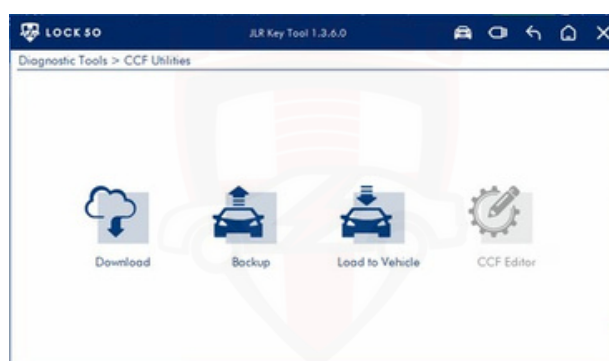 LOCK 50 JLR Key Tool 1.3.6.0
Diagnostic Tools > CCF Utilities
Download Backup Load to Vehicle CCF Editor